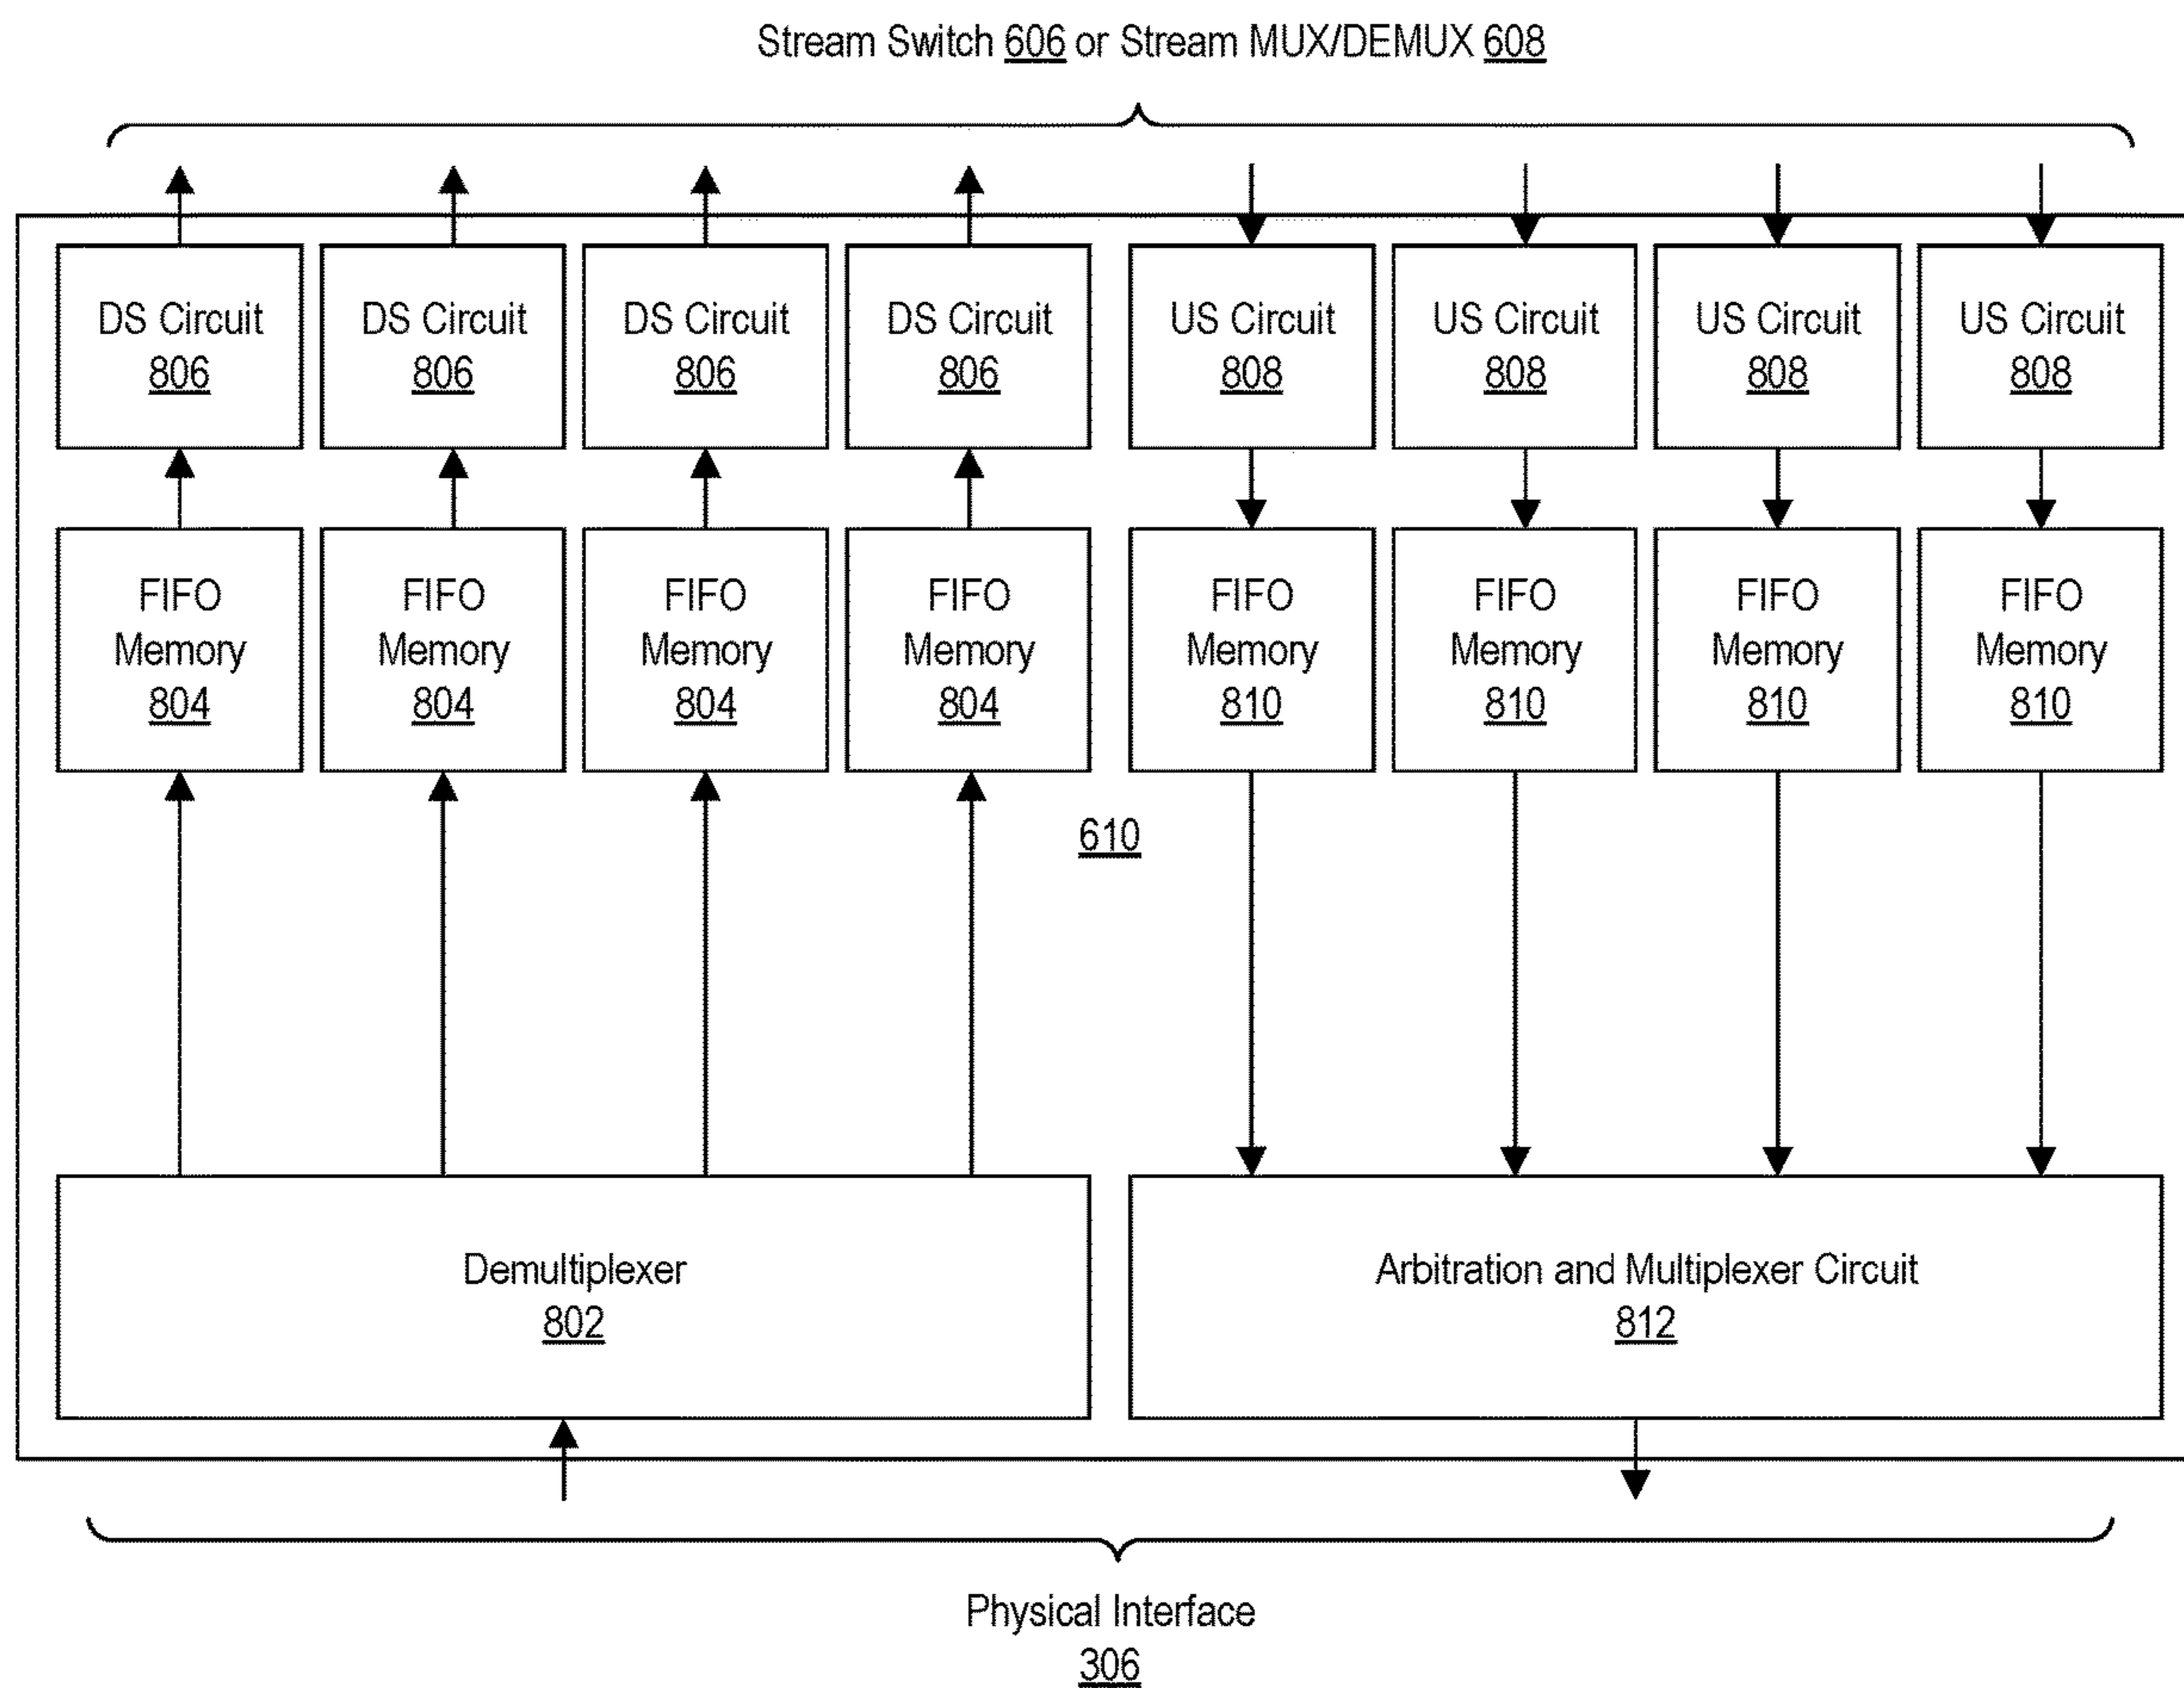 Stream Switch 606 or Stream MUX/DEMUX 608
DS Circuit
806
DS Circuit
806
DS Circuit
806
DS Circuit
806
US Circuit
808
US Circuit
808
US Circuit
808
US Circuit
808
FIFO
Memory
804
FIFO
Memory
804
FIFO
Memory
804
FIFO
Memory
804
FIFO
Memory
810
FIFO
Memory
810
FIFO
Memory
810
FIFO
Memory
810
610
Demultiplexer
802
Arbitration and Multiplexer Circuit
812
Physical Interface
306